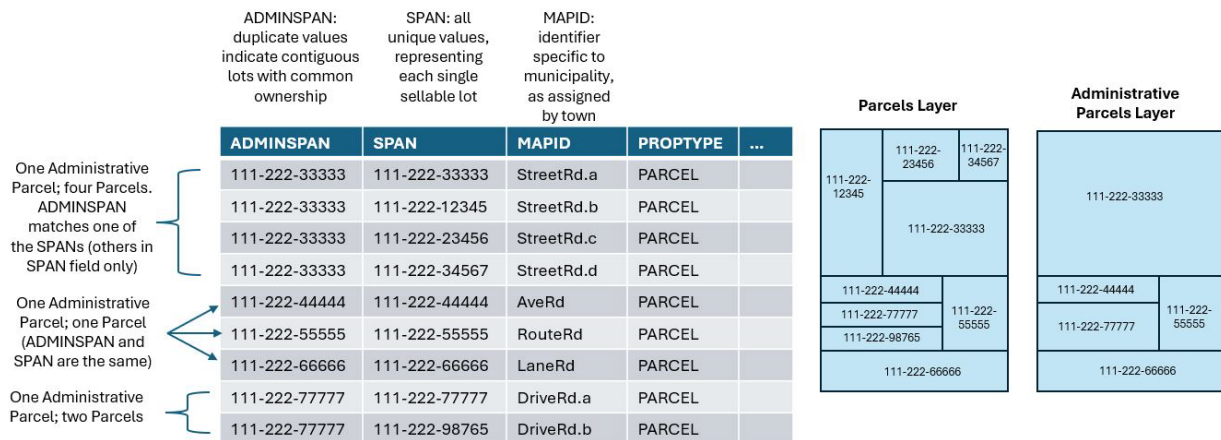 ADMINSPAN:
duplicate values
indicate contiguous
lots with common
ownership
SPAN: all
unique values,
representing
each single
sellable lot
MAPID:
identifier
specific to
municipality,
as assigned
by town
ADMINSPAN SPAN MAPID PROPTYPE ...
111-222-33333 111-222-33333 StreetRd.a PARCEL
111-222-33333 111-222-12345 StreetRd.b PARCEL
111-222-33333 111-222-23456 StreetRd.c PARCEL
111-222-33333 111-222-34567 StreetRd.d PARCEL
111-222-44444 111-222-44444 AveRd PARCEL
111-222-55555 111-222-55555 RouteRd PARCEL
111-222-66666 111-222-66666 LaneRd PARCEL
111-222-77777 111-222-77777 DriveRd.a PARCEL
111-222-77777 111-222-98765 DriveRd.b PARCEL
One Administrative
Parcel; four Parcels.
ADMINSPAN
matches one of
the SPANs (others in
SPAN field only)
One Administrative
Parcel; one Parcel
(ADMINSPAN and
SPAN are the same)
One Administrative
Parcel; two Parcels
Parcels Layer
111-222-
12345
111-222-
23456
111-222-
34567
111-222-33333
111-222-44444
111-222-77777
111-222-98765
111-222-
55555
111-222-66666
Administrative
Parcels Layer
111-222-33333
111-222-44444
111-222-77777
111-222-
55555
111-222-66666